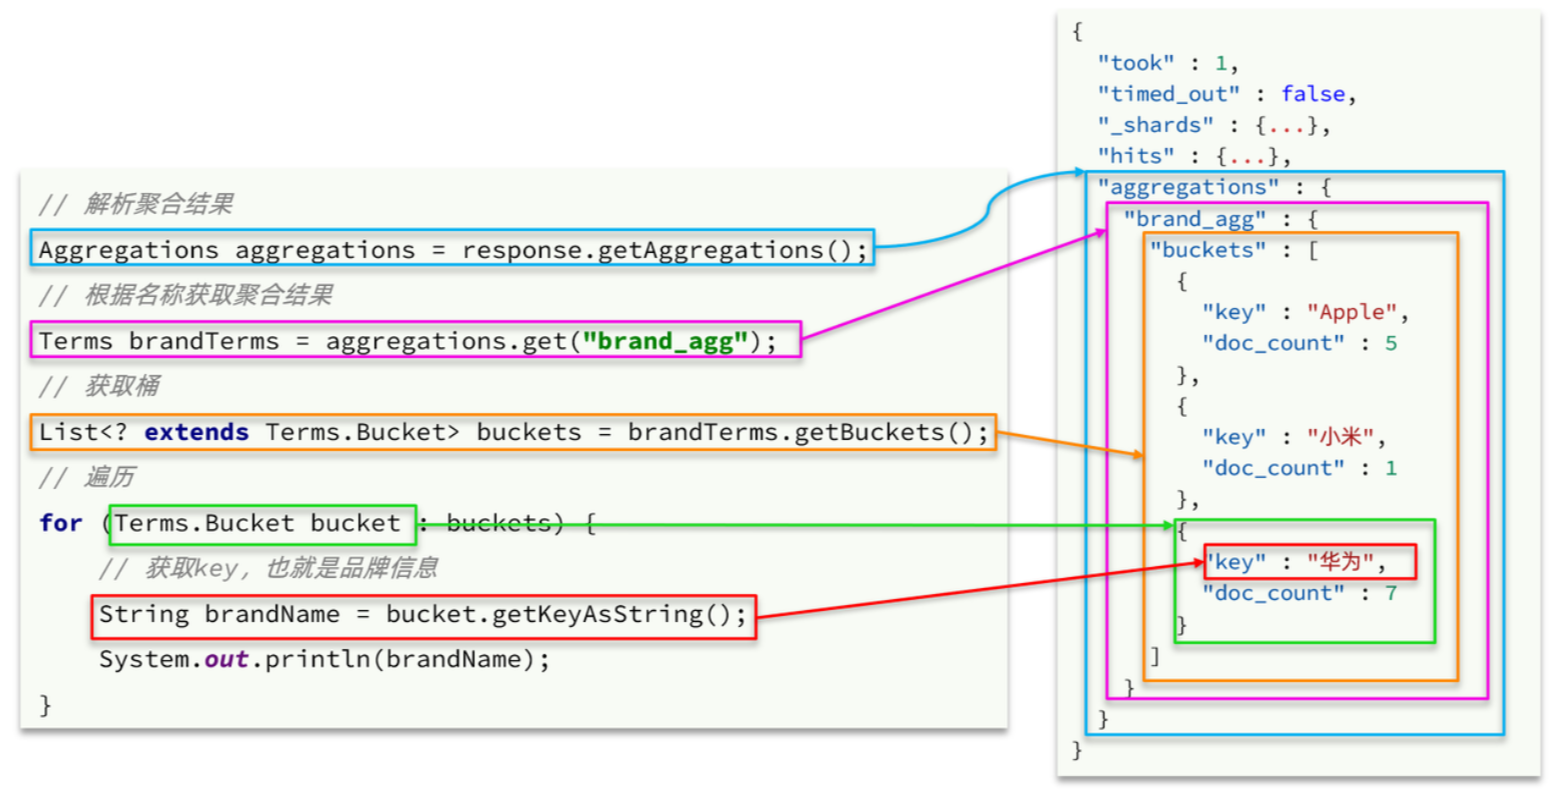 // 解析聚合结果
Aggregations aggregations = response.getAggregations();
// 根据名称获取聚合结果
Terms brandTerms = aggregations.get("brand_agg");
// 获取桶
List<? extends Terms.Bucket> buckets = brandTerms.getBuckets();
// 遍历
for (Terms.Bucket bucket : buckets) {
// 获取key, 也就是品牌信息
String brandName = bucket.getKeyAsString();
System.out.println(brandName);
}
{
"took" : 1,
"timed_out" : false,
"_shards" : {...},
"hits" : {...},
"aggregations" : {
"brand_agg" : {
"buckets" : [
{
"key" : "Apple",
"doc_count" : 5
},
{
"key" : "小米",
"doc_count" : 1
},
{
"key" : "华为",
"doc_count" : 7
}
]
}
}
}